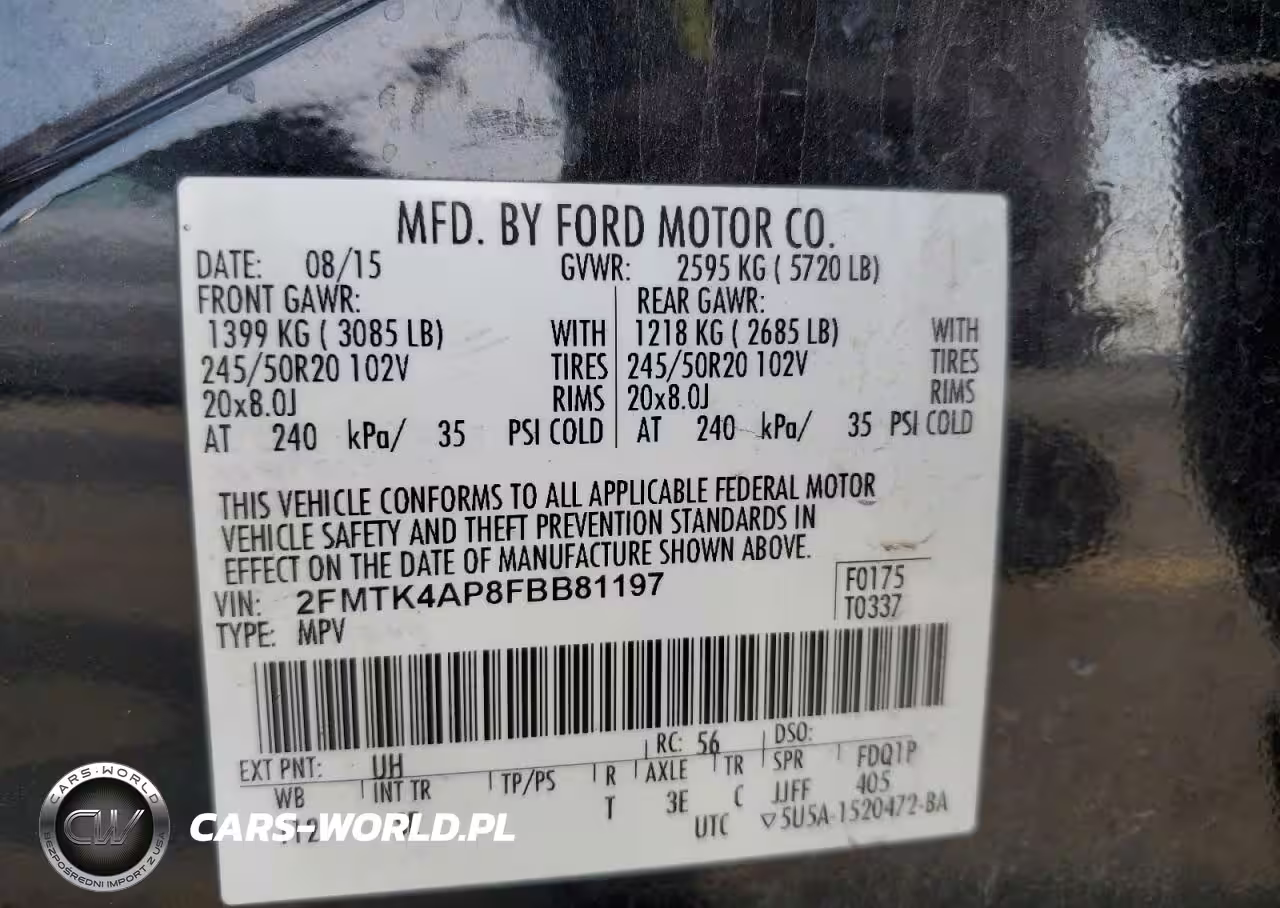 MFD. BY FORD MOTOR CO.
DATE: 08/15 GVWR: 2595 KG ( 5720 LB)
FRONT GAWR: REAR GAWR:
1399 KG ( 3085 LB) WITH 1218 KG ( 2685 LB) WITH
245/50R20 102V TIRES 245/50R20 102V TIRES
20x8.0J RIMS 20x8.0J RIMS
AT 240 kPa/ 35 PSI COLD AT 240 kPa/ 35 PSI COLD
THIS VEHICLE CONFORMS TO ALL APPLICABLE FEDERAL MOTOR
VEHICLE SAFETY AND THEFT PREVENTION STANDARDS IN
EFFECT ON THE DATE OF MANUFACTURE SHOWN ABOVE.
VIN: 2FMTK4AP8FBB81197 F0175
TYPE: MPV T0337
EXT PNT: UH RC: 56 DSO: FDQ1P
WB INT TR TP/PS R AXLE TR SPR 405
T 3E C JJFF
UTC ▽5U5A-1520472-BA
CARS-WORLD
CW
BEZPOŚREDNI IMPORT Z USA
CARS-WORLD.PL